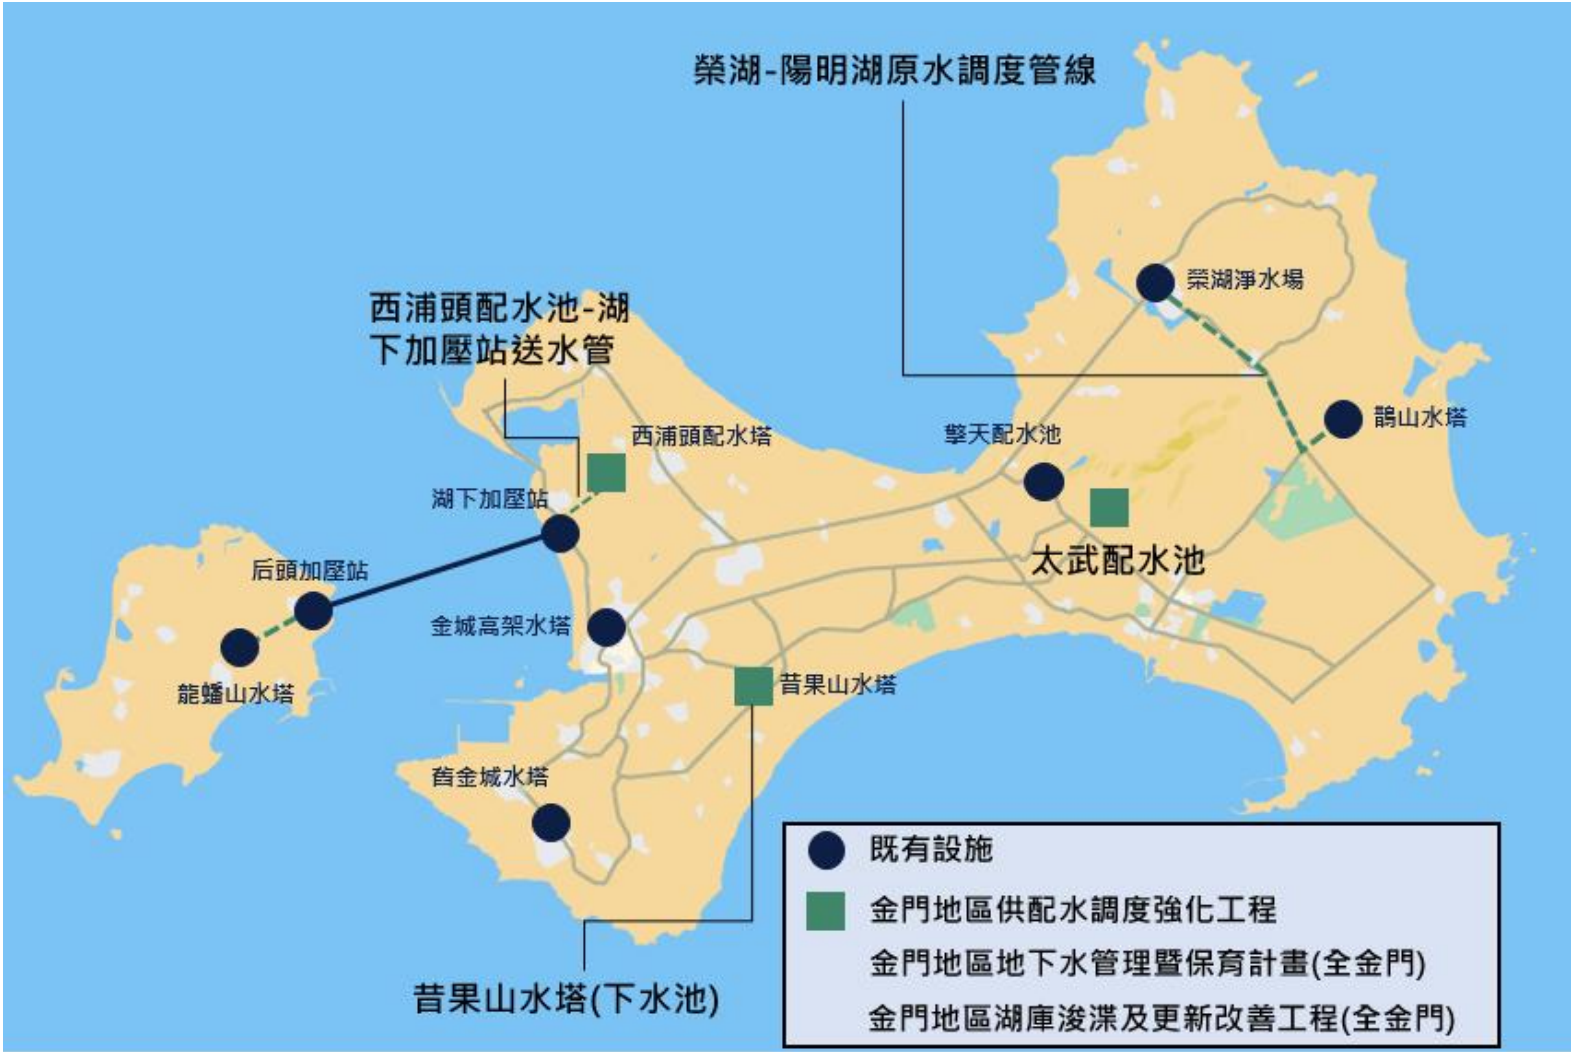 榮湖-陽明湖原水調度管線
榮湖淨水場
西浦頭配水池-湖
下加壓站送水管
鵲山水塔
西浦頭配水塔
擎天配水池
湖下加壓站
太武配水池
后頭加壓站
金城高架水塔
龍蟠山水塔
昔果山水塔
舊金城水塔
既有設施
金門地區供配水調度強化工程
金門地區地下水管理暨保育計畫(全金門)
昔果山水塔(下水池)
金門地區湖庫浚渫及更新改善工程(全金門)